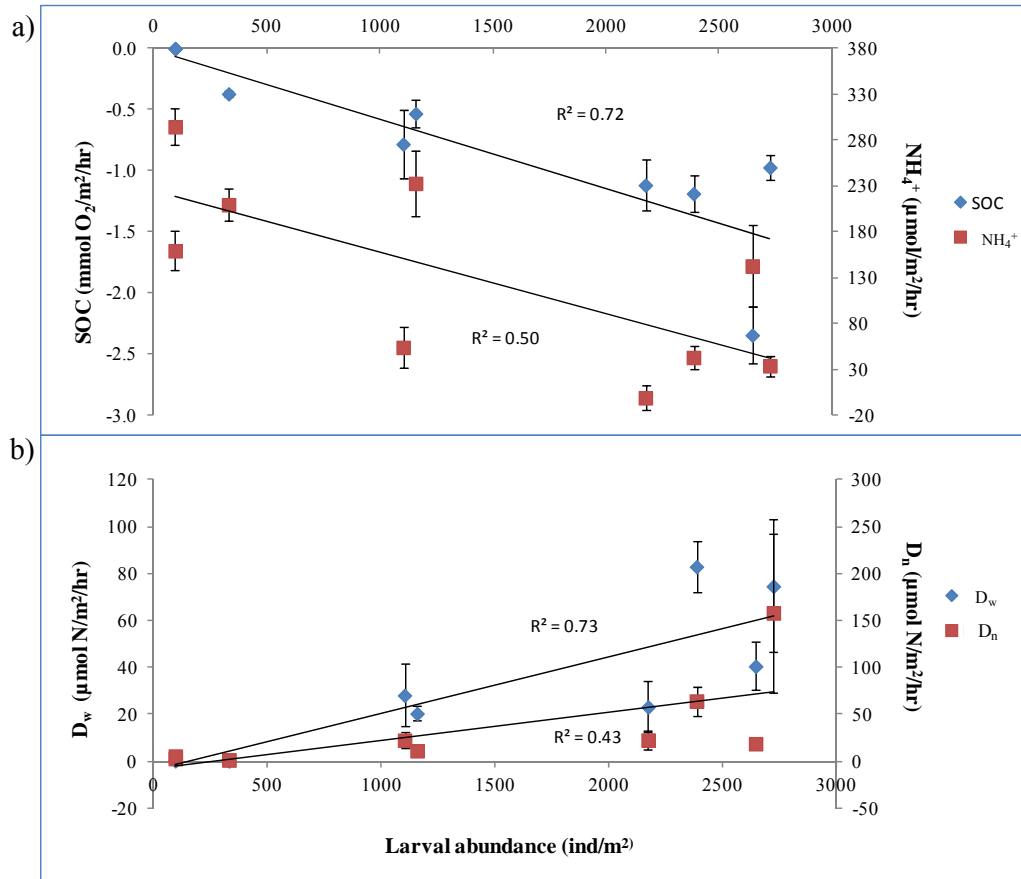 a)
0 500 1000 1500 2000 2500 3000
0.0
-0.5
-1.0
-1.5
-2.0
-2.5
-3.0
SOC (mmol O₂/m²/hr)
380
330
280
230
180
130
80
30
-20
NH₄⁺ (µmol/m²/hr)
R² = 0.72
R² = 0.50
SOC
NH₄⁺
b)
120
100
80
60
40
20
0
-20
D_w (µmol N/m²/hr)
300
250
200
150
100
50
0
-50
Dₙ (µmol N/m²/hr)
R² = 0.73
R² = 0.43
D_w
Dₙ
0 500 1000 1500 2000 2500 3000
Larval abundance (ind/m²)